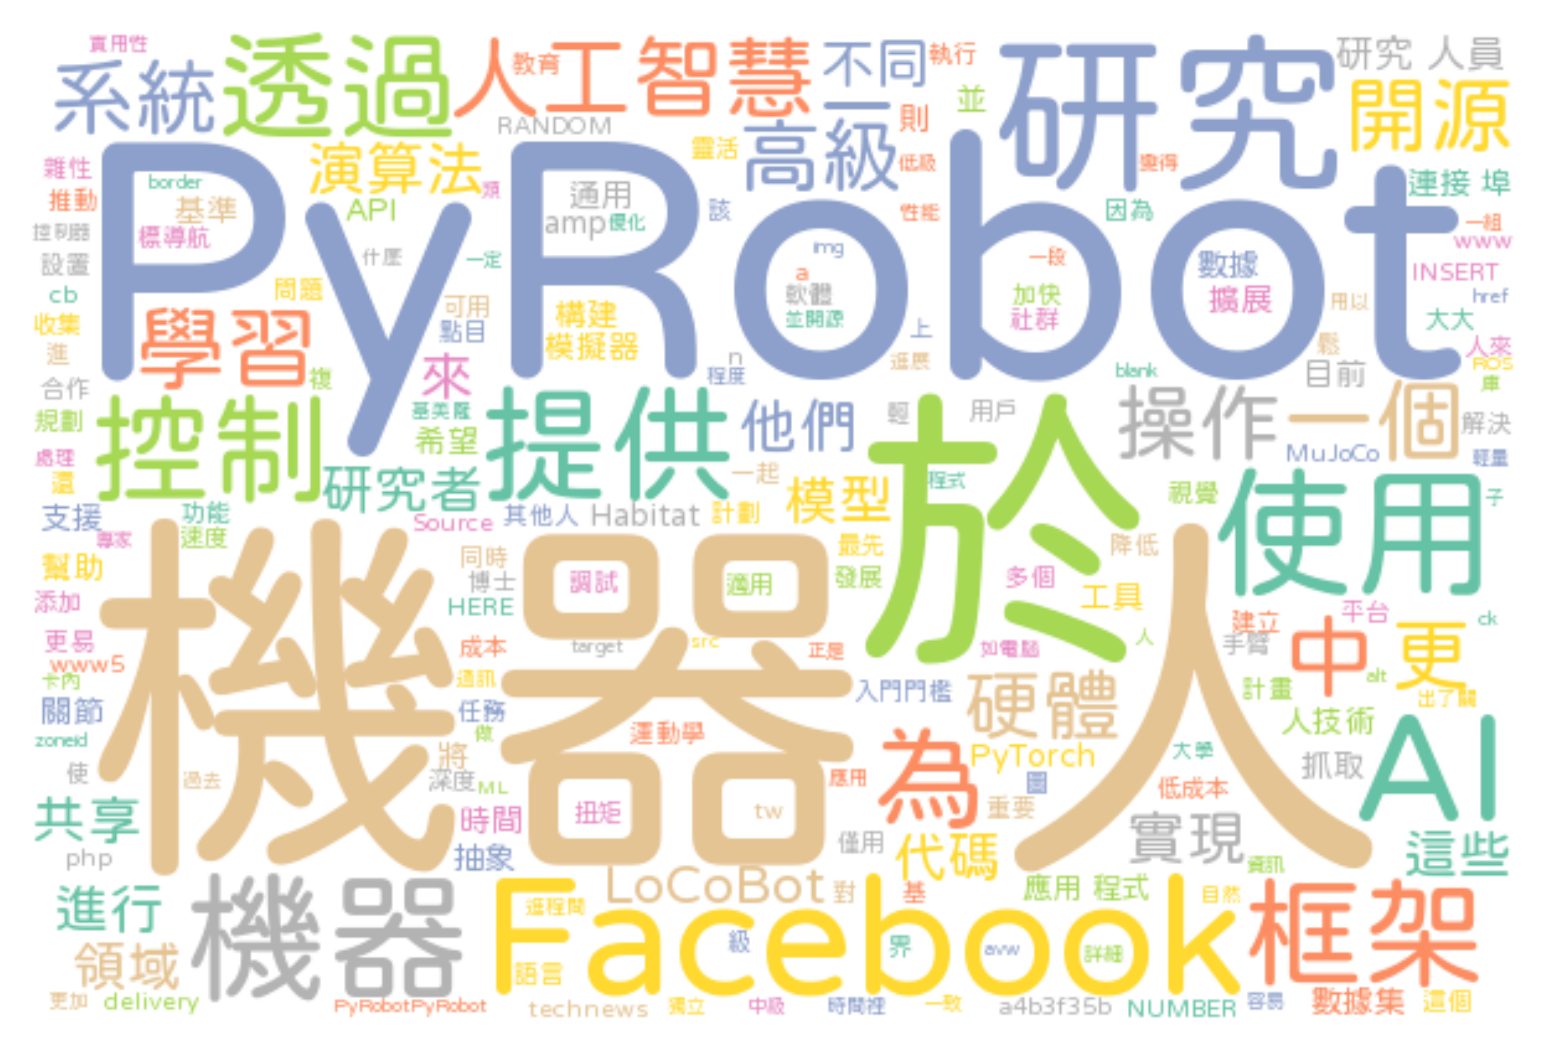 實用性
系統
透過
人工智慧
教育
RANDOM
不同
執行
一
高級
則
並
研究
研究 人員
開源
雜性
推動
border
演算法
類
API
基準
標導航
控制器
設置
cb
收集
進
合作
規劃
處理
還
PyRobot
通用
amp
優化
靈活
低級
該
性能
變得
因為
連接 埠
一組
www
INSERT
href
大大
人來
ROS
庫
什麼
一定
問題
可用
點目
構建
模擬器
img
a
軟體
並開源
上
進展
n
程度
一段
加快
社群
數據
擴展
用以
鬆
目前
blank
學習
複
來
基美隆
希望
控制
研究者
提供
他們
輕
用戶
操作
一個
解決
MuJoCo
輕量
一起
模型
程式
於
視覺
使用
子
支援
功能
速度
專家
幫助
添加
更易
www5
卡內
關節
zoneid
使
過去
Source
其他人
Habitat
計劃
同時
博士
HERE
成本
通訊
任務
做
將
深度
ML
時間
抽象
機器人
調試
適用
target
src
正是
運動學
扭矩
tw
最先
發展
多個
降低
工具
如電腦
人
入門門檻
硬體
PyTorch
應用
為
圖
重要
僅用
代碼
建立
平台
手臂
中
更
ck
alt
計畫
出了關
人技術
大學
低成本
抓取
AI
實現
資訊
這些
共享
php
進行
領域
機器
LoCoBot
對
基
應用 程式
自然
Facebook
進程間
語言
級
界
avw
詳細
框架
更加
delivery
PyRobotPyRobot
technews
獨立
中級
時間裡
一致
a4b3f35b
NUMBER
容易
數據集
這個